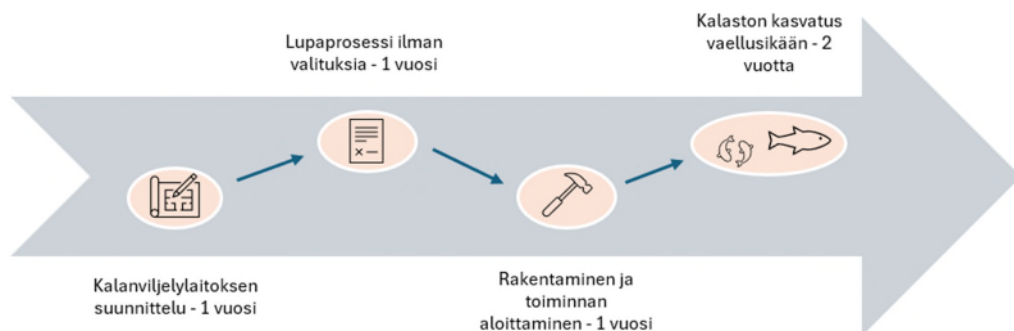 Kalanviljelylaitoksen
suunnittelu - 1 vuosi
Lupaprosessi ilman
valituksia - 1 vuosi
Rakentaminen ja
toiminnan
aloittaminen - 1 vuosi
Kalaston kasvatus
vaellusikään - 2
vuotta